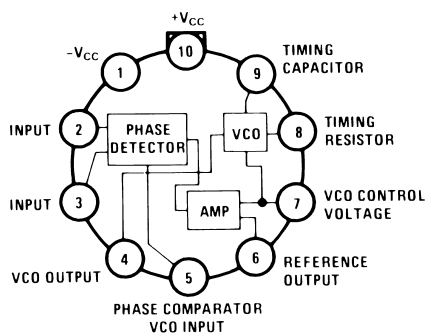 +VCC
-VCC
10
1
9
TIMING
CAPACITOR
INPUT
2
PHASE
DETECTOR
VCO
8
TIMING
RESISTOR
INPUT
3
AMP
7
VCO CONTROL
VOLTAGE
VCO OUTPUT
4
5
6
REFERENCE
OUTPUT
PHASE COMPARATOR
VCO INPUT